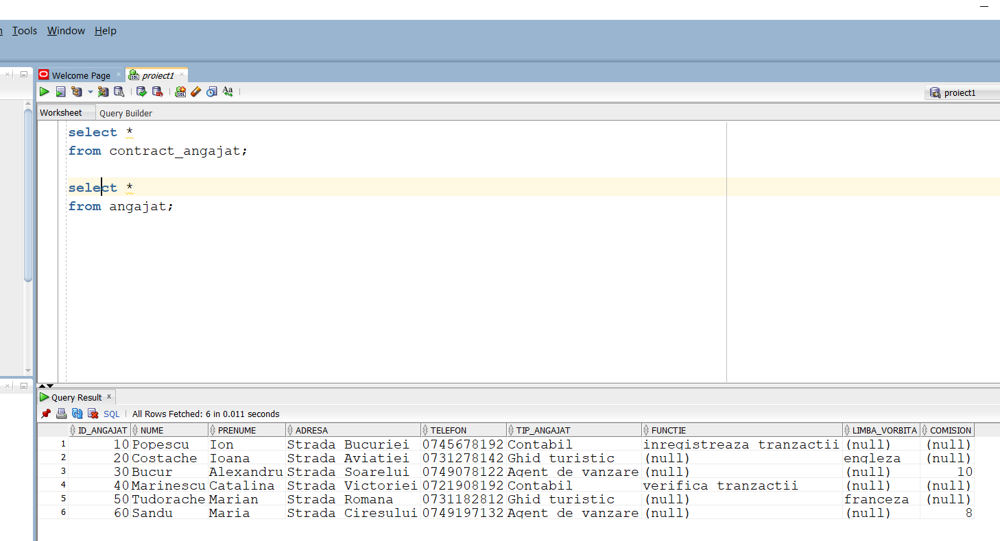 Tools Window Help
Welcome Page proiect1
proiect1
Worksheet Query Builder
select *
from contract_angajat;
select *
from angajat;
Query Result
SQL All Rows Fetched: 6 in 0.011 seconds
ID_ANGAJAT NUME PRENUME ADRESA TELEFON TIP_ANGAJAT FUNCTIE LIMBA_VORBITA COMISION
1 10 Popescu Ion Strada Bucuriei 0745678192 Contabil inregistreaza tranzactii (null) (null)
2 20 Costache Ioana Strada Aviatiei 0731278142 Ghid turistic (null) engleza (null)
3 30 Bucur Alexandru Strada Soarelui 0749078122 Agent de vanzare (null) (null) 10
4 40 Marinescu Catalina Strada Victoriei 0721908192 Contabil verifica tranzactii (null) (null)
5 50 Tudorache Marian Strada Romana 0731182812 Ghid turistic (null) franceza (null)
6 60 Sandu Maria Strada Ciresului 0749197132 Agent de vanzare (null) (null) 8